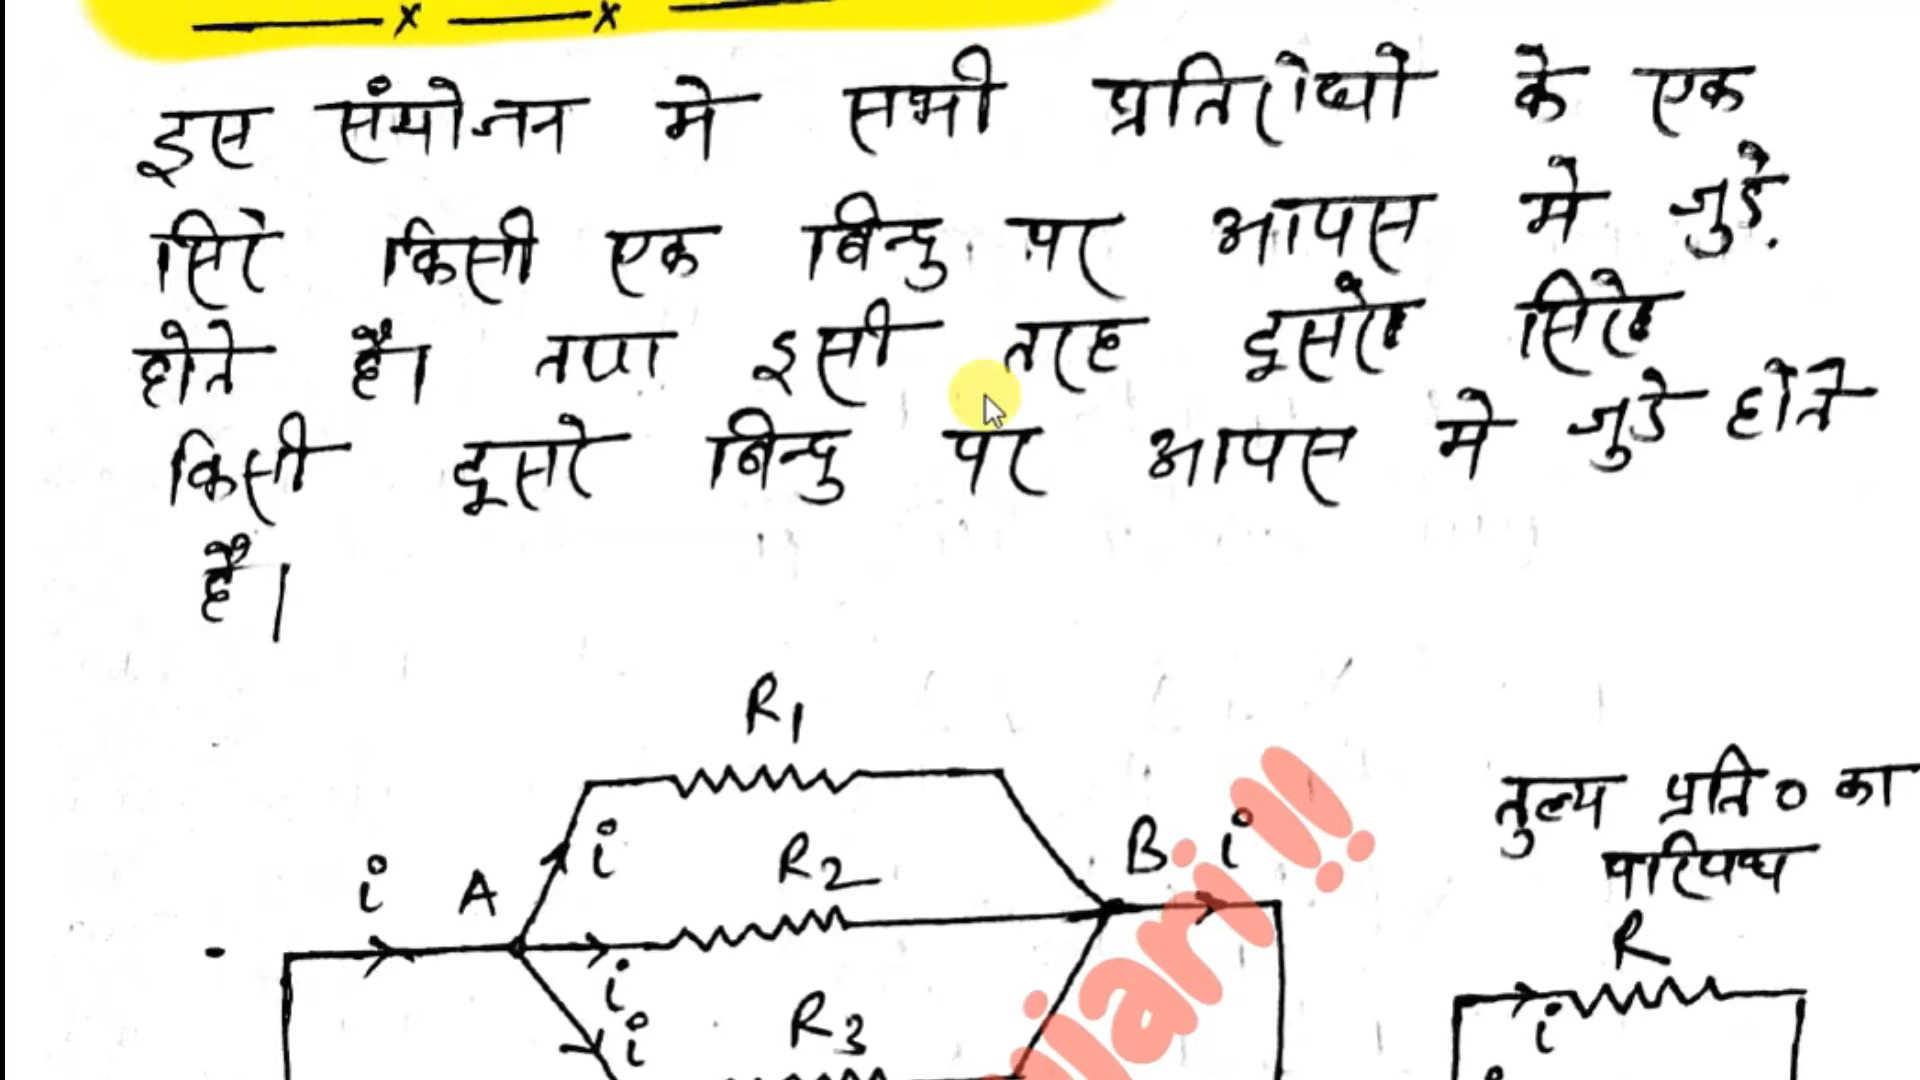 इस संयोजन मे सभी प्रतिरोधो के एक
सिरे किसी एक बिन्दु पर आपस मे जुड़े
होते है। तथा इसी तरह दूसरे सिरे
किसी दूसरे बिन्दु पर आपस मे जुडे होते
है।
R1
i A i R2 B i
i
i R3
तुल्य प्रति० का
परिपथ
R
i